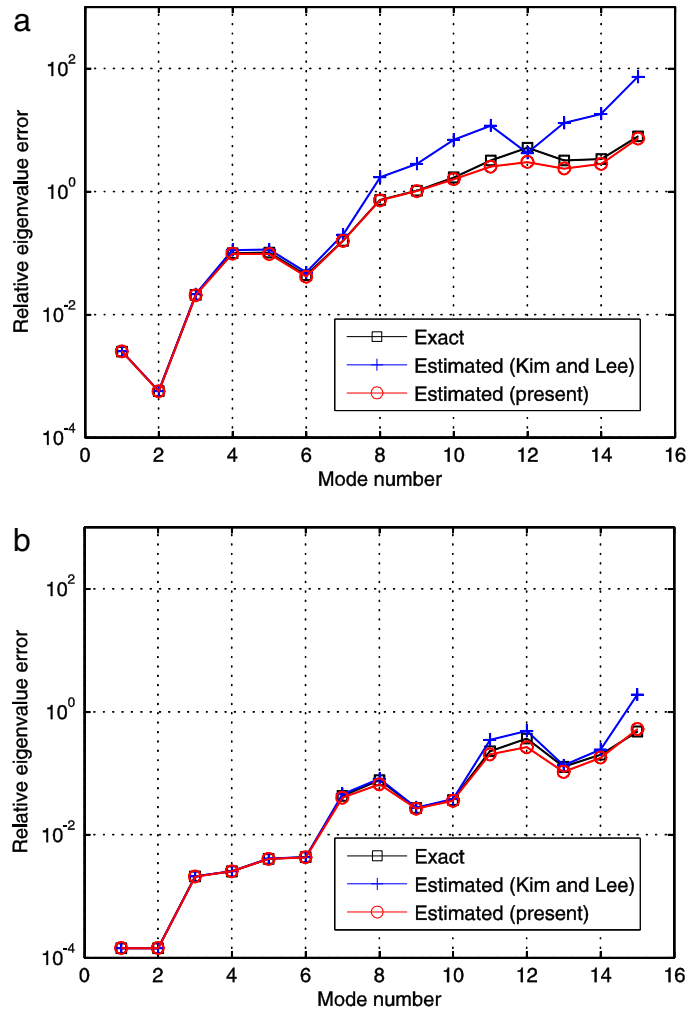 a
10^2
10^0
10^-2
10^-4
Relative eigenvalue error
Exact
Estimated (Kim and Lee)
Estimated (present)
0 2 4 6 8 10 12 14 16
Mode number
b
10^2
10^0
10^-2
10^-4
Relative eigenvalue error
Exact
Estimated (Kim and Lee)
Estimated (present)
0 2 4 6 8 10 12 14 16
Mode number